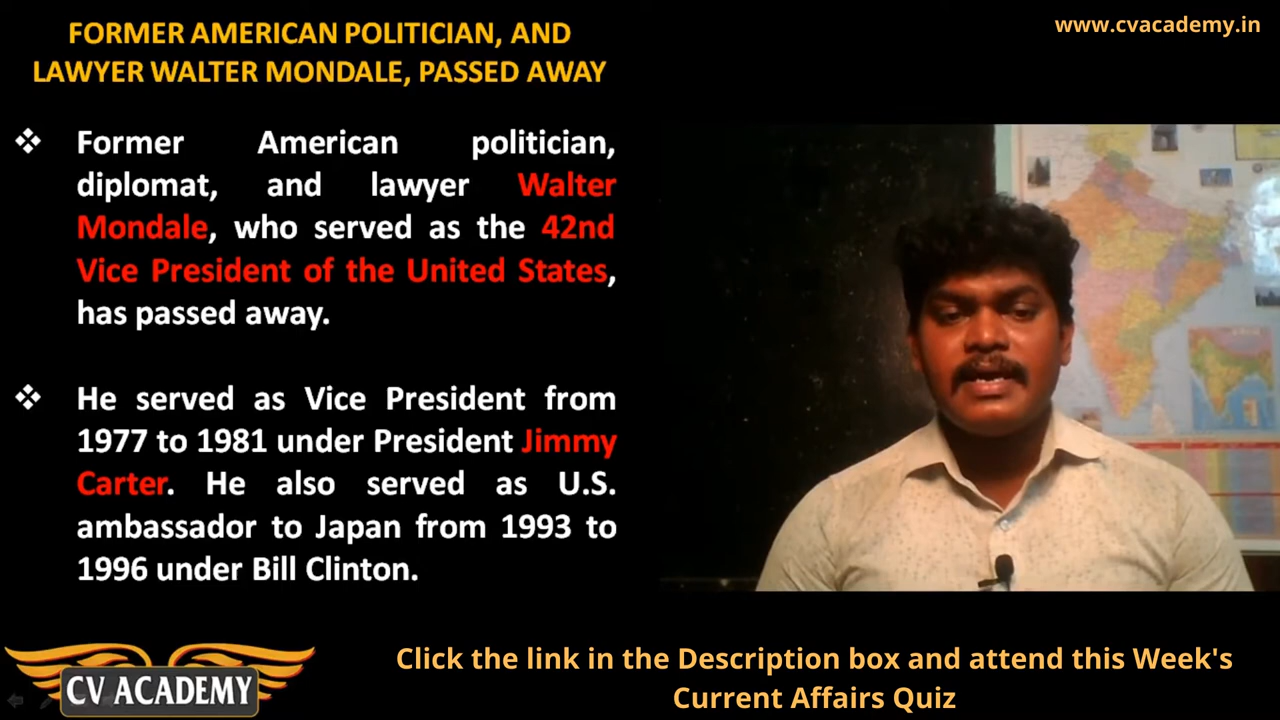 FORMER AMERICAN POLITICIAN, AND
LAWYER WALTER MONDALE, PASSED AWAY
www.cvacademy.in
Former American politician,
diplomat, and lawyer Walter
Mondale, who served as the 42nd
Vice President of the United States,
has passed away.
He served as Vice President from
1977 to 1981 under President Jimmy
Carter. He also served as U.S.
ambassador to Japan from 1993 to
1996 under Bill Clinton.
CV ACADEMY
Click the link in the Description box and attend this Week's
Current Affairs Quiz